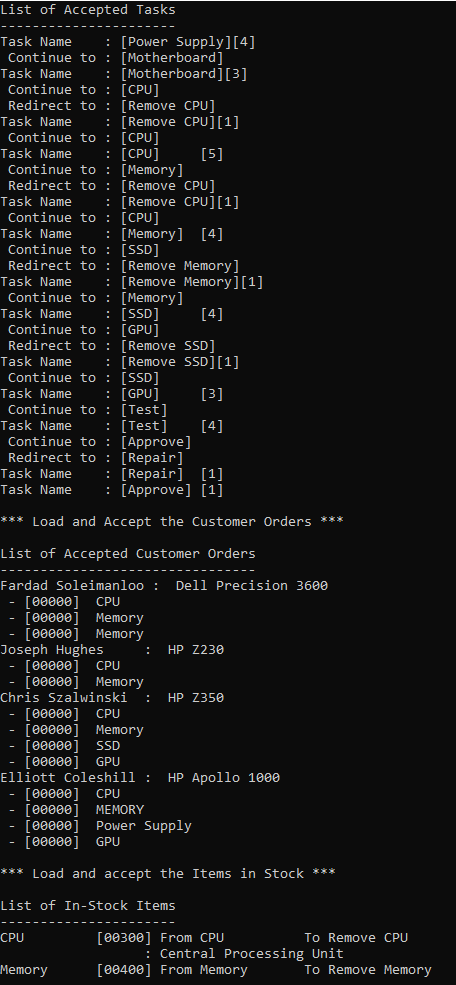 List of Accepted Tasks
----------------------
Task Name    : [Power Supply][4]
 Continue to : [Motherboard]
Task Name    : [Motherboard][3]
 Continue to : [CPU]
 Redirect to : [Remove CPU]
Task Name    : [Remove CPU][1]
 Continue to : [CPU]
Task Name    : [CPU]     [5]
 Continue to : [Memory]
 Redirect to : [Remove CPU]
Task Name    : [Remove CPU][1]
 Continue to : [CPU]
Task Name    : [Memory]  [4]
 Continue to : [SSD]
 Redirect to : [Remove Memory]
Task Name    : [Remove Memory][1]
 Continue to : [Memory]
Task Name    : [SSD]     [4]
 Continue to : [GPU]
 Redirect to : [Remove SSD]
Task Name    : [Remove SSD][1]
 Continue to : [SSD]
Task Name    : [GPU]     [3]
 Continue to : [Test]
Task Name    : [Test]    [4]
 Continue to : [Approve]
 Redirect to : [Repair]
Task Name    : [Repair]  [1]
Task Name    : [Approve] [1]

*** Load and Accept the Customer Orders ***

List of Accepted Customer Orders
--------------------------------
Fardad Soleimanloo :  Dell Precision 3600
 - [00000]  CPU
 - [00000]  Memory
 - [00000]  Memory
Joseph Hughes     :  HP Z230
 - [00000]  CPU
 - [00000]  Memory
Chris Szalwinski  :  HP Z350
 - [00000]  CPU
 - [00000]  Memory
 - [00000]  SSD
 - [00000]  GPU
Elliott Coleshill :  HP Apollo 1000
 - [00000]  CPU
 - [00000]  MEMORY
 - [00000]  Power Supply
 - [00000]  GPU

*** Load and accept the Items in Stock ***

List of In-Stock Items
----------------------
CPU         [00300] From CPU          To Remove CPU
                  : Central Processing Unit
Memory      [00400] From Memory       To Remove Memory